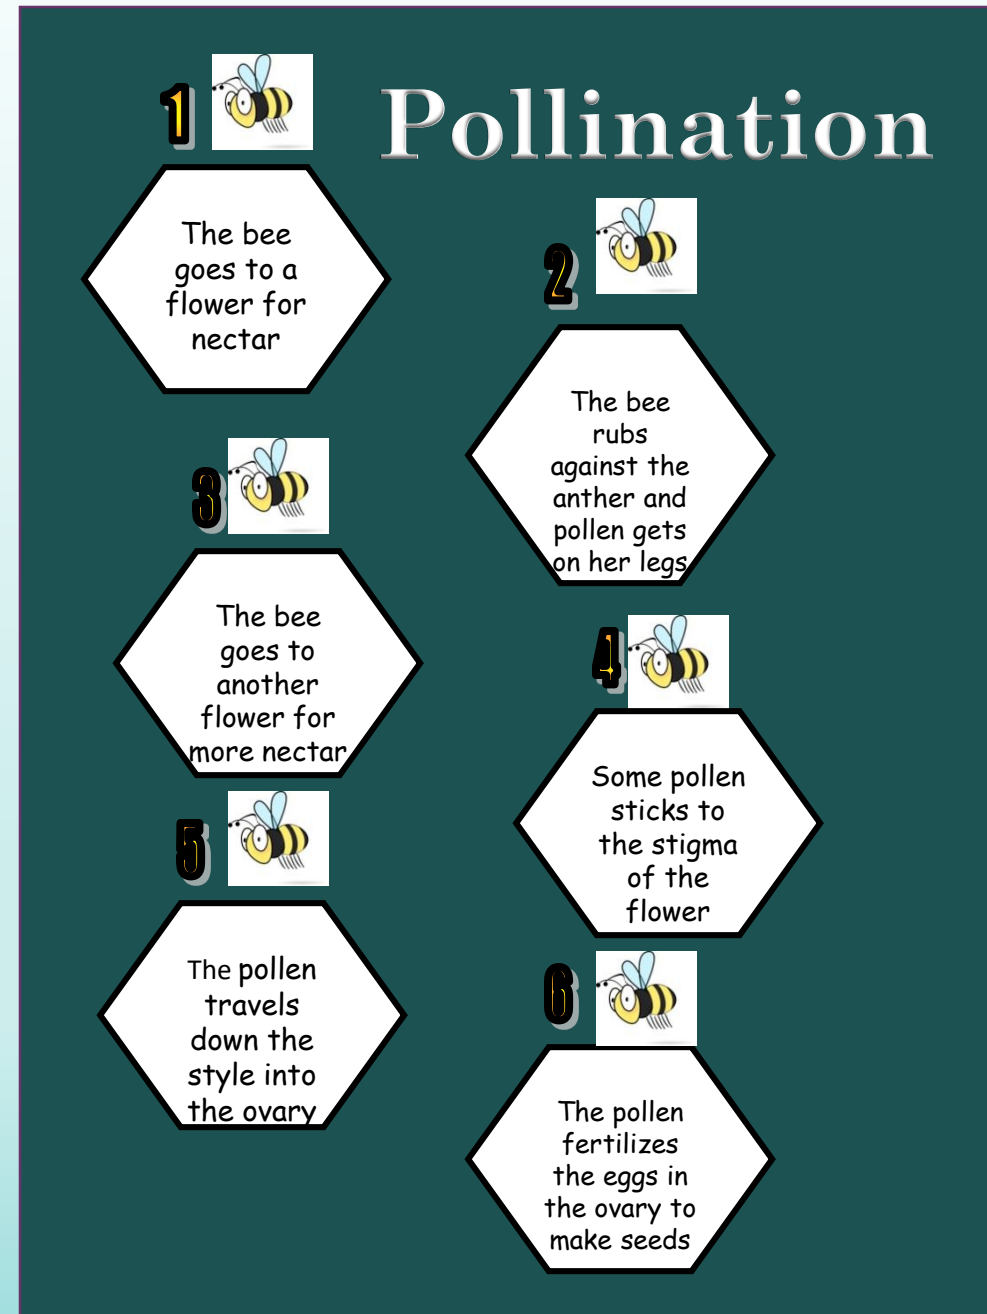 Pollination
1
The bee
goes to a
flower for
nectar
2
The bee
rubs
against the
anther and
pollen gets
on her legs
3
The bee
goes to
another
flower for
more nectar
4
Some pollen
sticks to
the stigma
of the
flower
5
The pollen
travels
down the
style into
the ovary
6
The pollen
fertilizes
the eggs in
the ovary to
make seeds